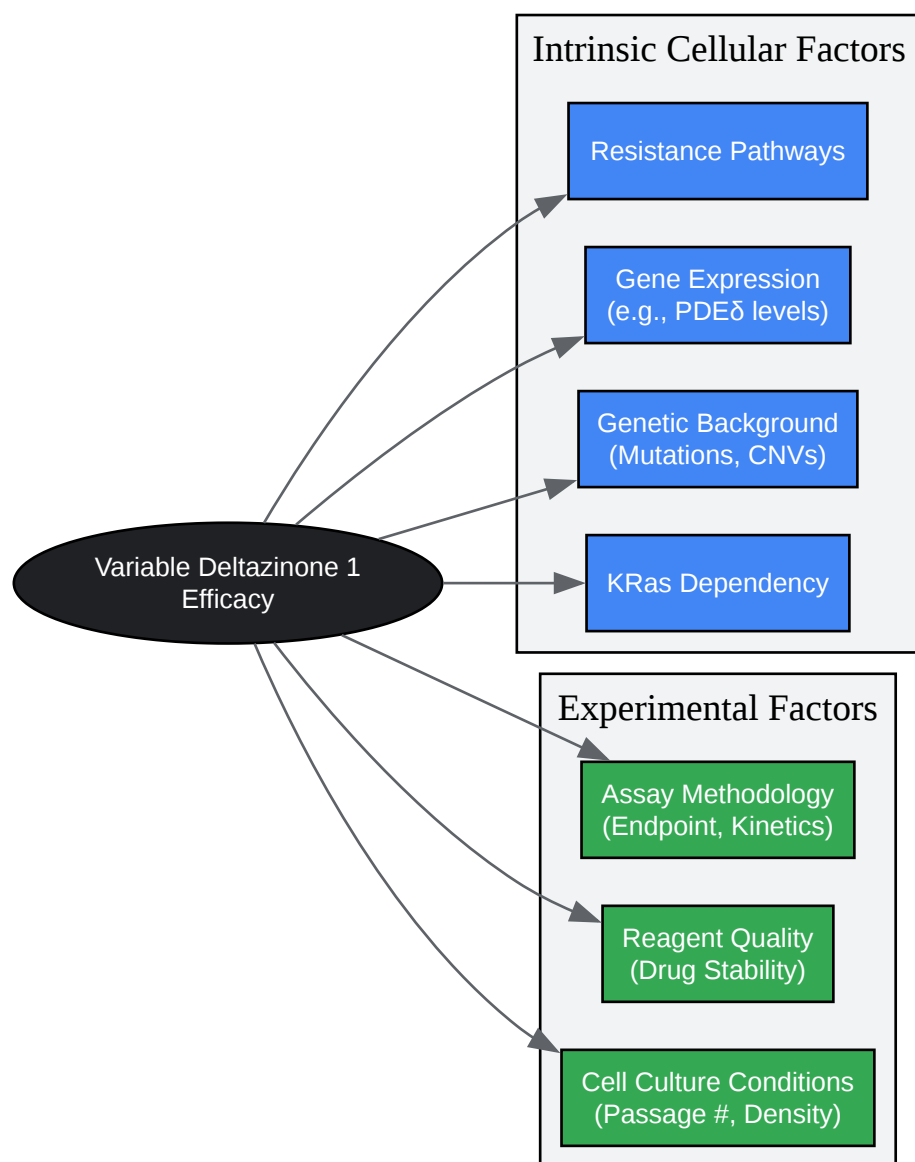 Intrinsic Cellular Factors
Resistance Pathways
Gene Expression
(e.g., PDEδ levels)
Genetic Background
(Mutations, CNVs)
KRas Dependency
Variable Deltazinone 1
Efficacy
Experimental Factors
Assay Methodology
(Endpoint, Kinetics)
Reagent Quality
(Drug Stability)
Cell Culture Conditions
(Passage #, Density)